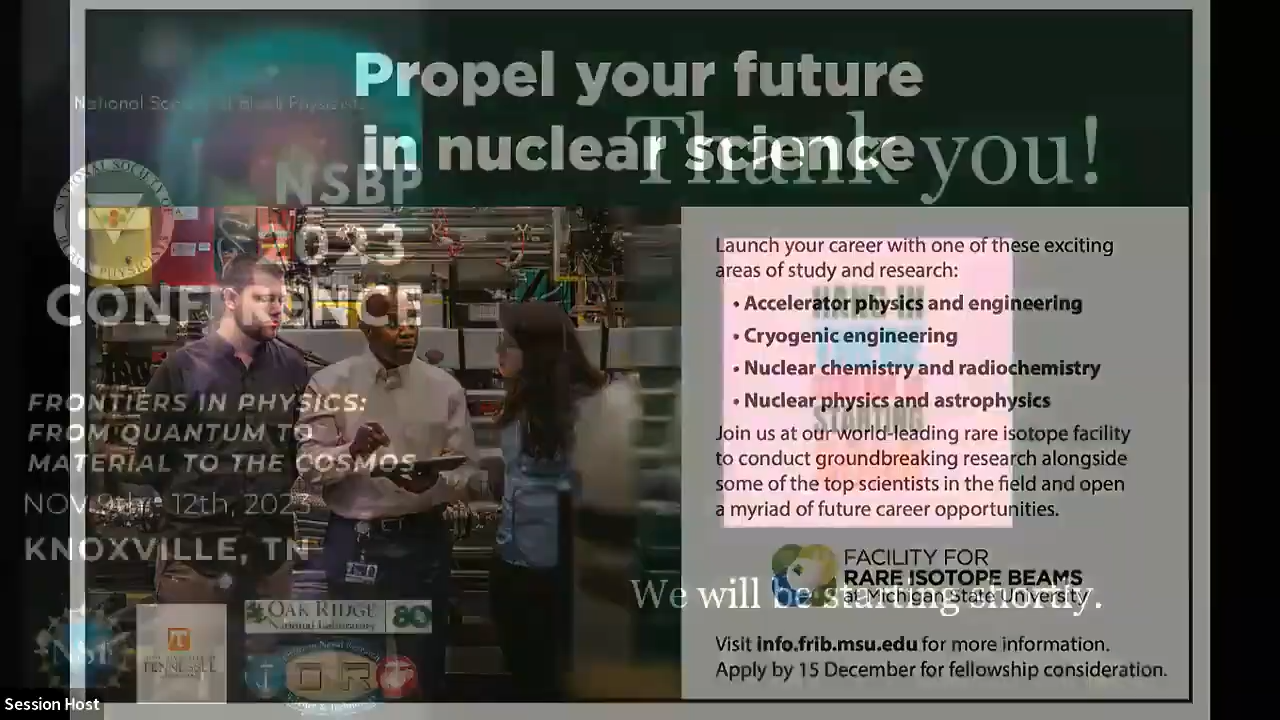 Propel your future
in nuclear science
Thank you!
National Society of Black Physicists
NSBP
2023
CONFERENCE
FRONTIERS IN PHYSICS:
FROM QUANTUM TO
MATERIAL TO THE COSMOS
NOV. 9th - 12th, 2023
KNOXVILLE, TN
Launch your career with one of these exciting
areas of study and research:
• Accelerator physics and engineering
• Cryogenic engineering
• Nuclear chemistry and radiochemistry
• Nuclear physics and astrophysics
Join us at our world-leading rare isotope facility
to conduct groundbreaking research alongside
some of the top scientists in the field and open
a myriad of future career opportunities.
HAND IN
FACILITY FOR
RARE ISOTOPE BEAMS
at Michigan State University
We will be starting shortly.
Visit info.frib.msu.edu for more information.
Apply by 15 December for fellowship consideration.
NSF
T
TENNESSEE
OAK RIDGE
National Laboratory
80
ONR
Session Host